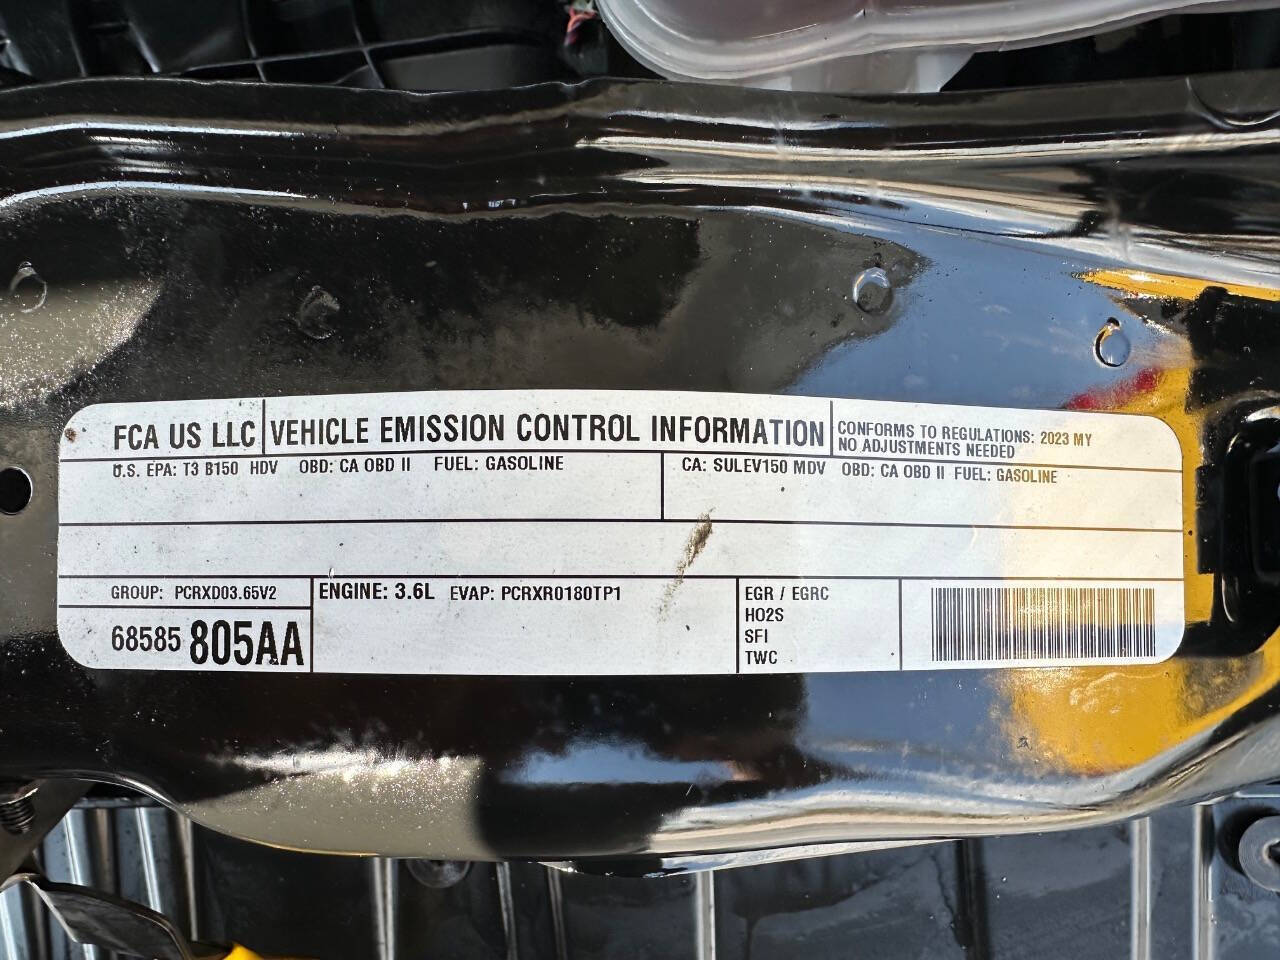 FCA US LLC VEHICLE EMISSION CONTROL INFORMATION CONFORMS TO REGULATIONS: 2023 MY
NO ADJUSTMENTS NEEDED
U.S. EPA: T3 B150 HDV OBD: CA OBD II FUEL: GASOLINE
CA: SULEV150 MDV OBD: CA OBD II FUEL: GASOLINE
GROUP: PCRXD03.65V2
68585 805AA
ENGINE: 3.6L EVAP: PCRXR0180TP1
EGR / EGRC
HO2S
SFI
TWC